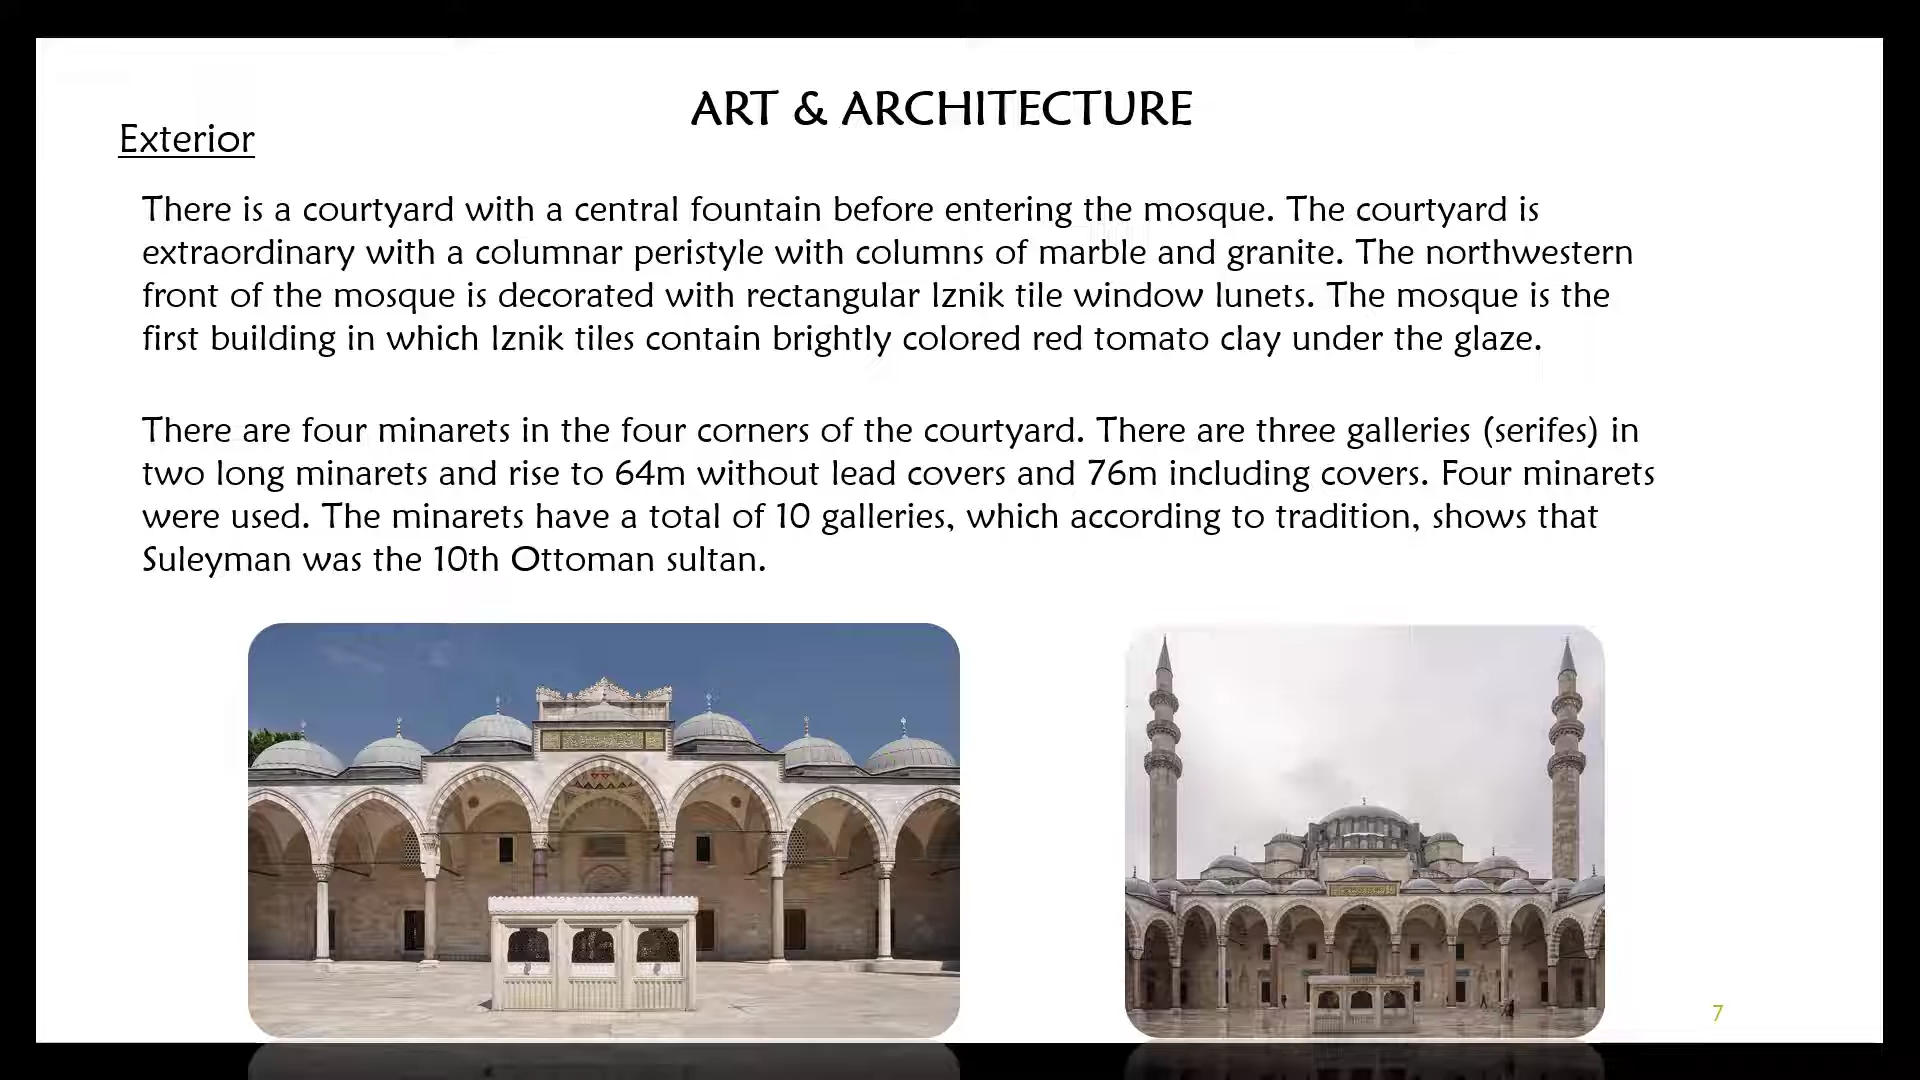 ART & ARCHITECTURE
Exterior
There is a courtyard with a central fountain before entering the mosque. The courtyard is
extraordinary with a columnar peristyle with columns of marble and granite. The northwestern
front of the mosque is decorated with rectangular Iznik tile window lunets. The mosque is the
first building in which Iznik tiles contain brightly colored red tomato clay under the glaze.
There are four minarets in the four corners of the courtyard. There are three galleries (serifes) in
two long minarets and rise to 64m without lead covers and 76m including covers. Four minarets
were used. The minarets have a total of 10 galleries, which according to tradition, shows that
Suleyman was the 10th Ottoman sultan.
7